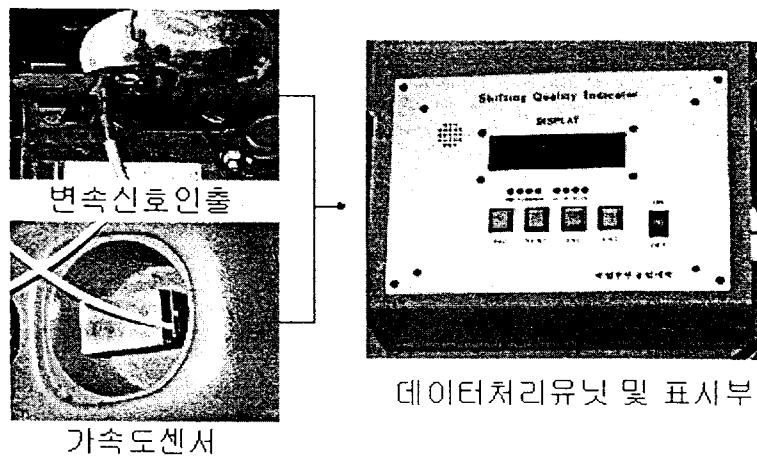 변속신호인출
가속도센서
Shifting Quality Indicator
DISPLAY
데이터처리유닛 및 표시부